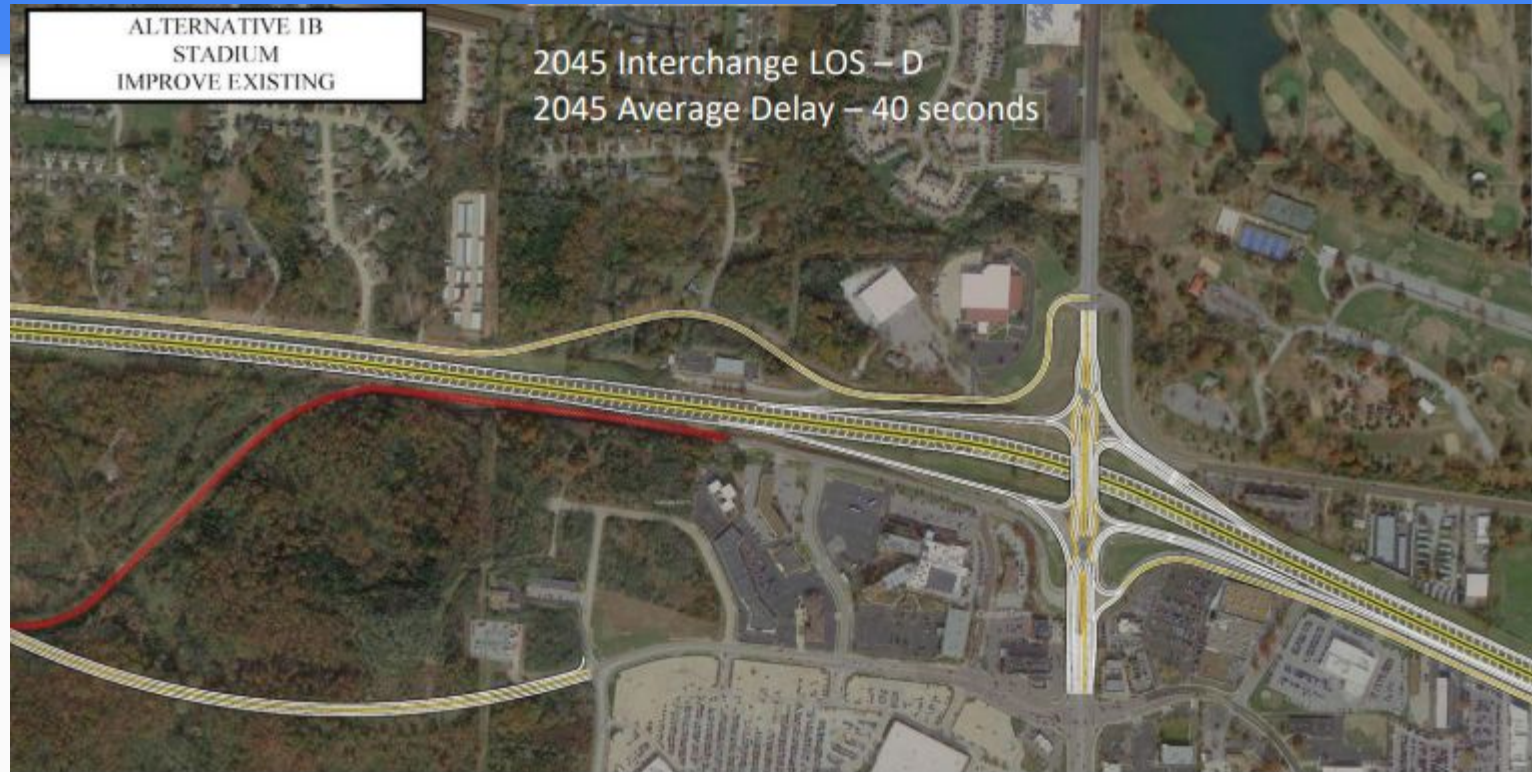 ALTERNATIVE 1B
STADIUM
IMPROVE EXISTING
2045 Interchange LOS – D
2045 Average Delay – 40 seconds